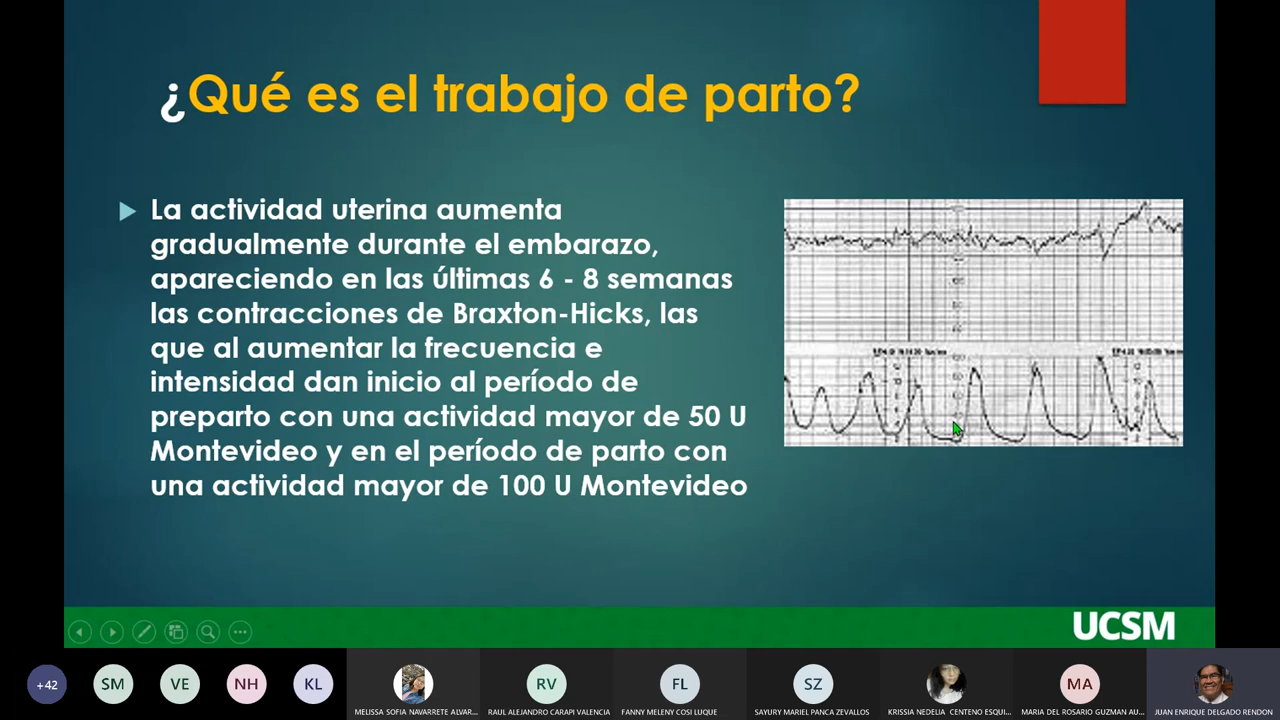 ¿Qué es el trabajo de parto?
La actividad uterina aumenta
gradualmente durante el embarazo,
apareciendo en las últimas 6 - 8 semanas
las contracciones de Braxton-Hicks, las
que al aumentar la frecuencia e
intensidad dan inicio al período de
preparto con una actividad mayor de 50 U
Montevideo y en el período de parto con
una actividad mayor de 100 U Montevideo
UCSM
+42
SM
VE
NH
KL
RV
FL
SZ
MA
MELISSA SOFIA NAVARRETE ALVAR...
RAUL ALEJANDRO CARAPI VALENCIA
FANNY MELENY COSI LUQUE
SAYURY MARIEL PANCA ZEVALLOS
KRISSIA NEDELIA CENTENO ESQUI...
MARIA DEL ROSARIO GUZMAN AU...
JUAN ENRIQUE DELGADO RENDON